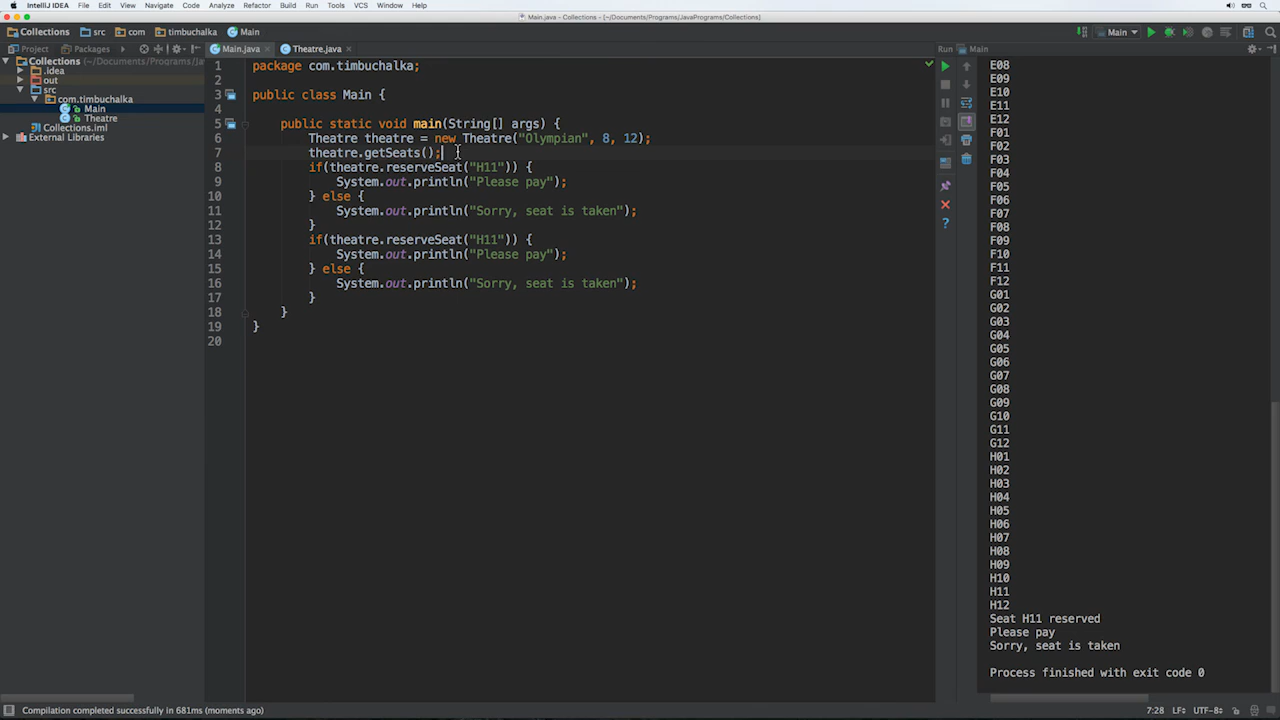 IntelliJ IDEA File Edit View Navigate Code Analyze Refactor Build Run Tools VCS Window Help
Main.java - Collections - [~/Documents/Programs/JavaPrograms/Collections]
Collections src com timbuchalka Main Main
Project Packages Main.java Theatre.java Run Main
Collections (~/Documents/Programs/Ja
.idea
out
src
com.timbuchalka
Main
Theatre
Collections.iml
External Libraries
1 package com.timbuchalka;
2
3 public class Main {
4
5 public static void main(String[] args) {
6 Theatre theatre = new Theatre("Olympian", 8, 12);
7 theatre.getSeats();
8 if(theatre.reserveSeat("H11")) {
9 System.out.println("Please pay");
10 } else {
11 System.out.println("Sorry, seat is taken");
12 }
13 if(theatre.reserveSeat("H11")) {
14 System.out.println("Please pay");
15 } else {
16 System.out.println("Sorry, seat is taken");
17 }
18 }
19 }
20
E08
E09
E10
E11
E12
F01
F02
F03
F04
F05
F06
F07
F08
F09
F10
F11
F12
G01
G02
G03
G04
G05
G06
G07
G08
G09
G10
G11
G12
H01
H02
H03
H04
H05
H06
H07
H08
H09
H10
H11
H12
Seat H11 reserved
Please pay
Sorry, seat is taken
Process finished with exit code 0
Compilation completed successfully in 681ms (moments ago) 7:28 LF÷ UTF-8÷